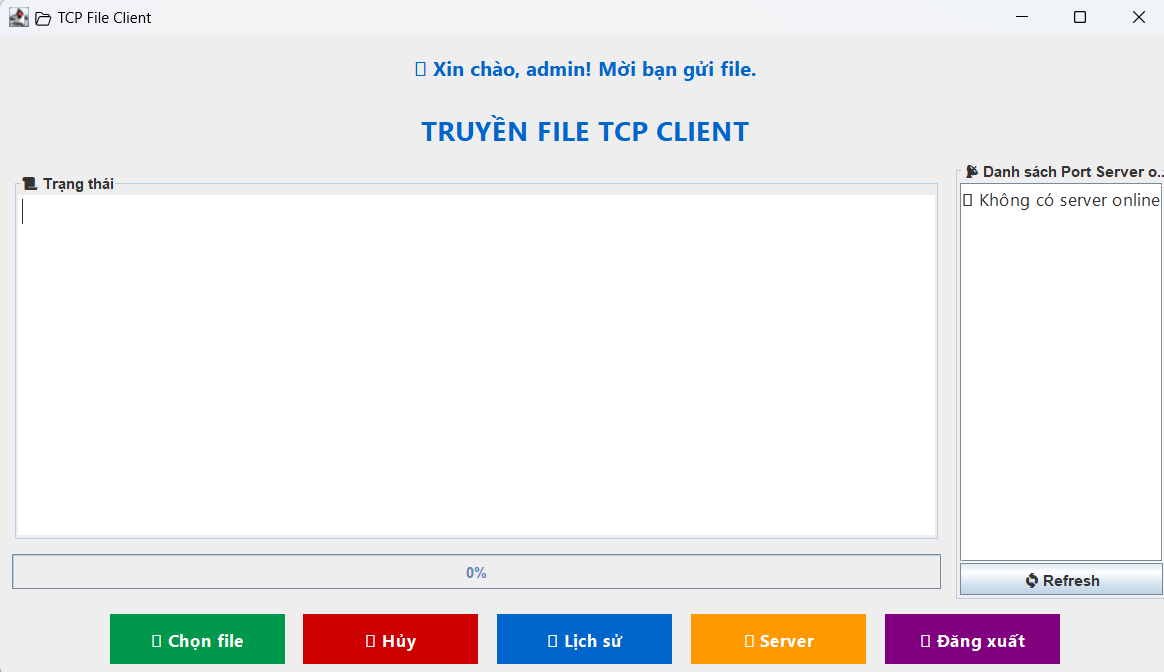 TCP File Client
Xin chào, admin! Mời bạn gửi file.
TRUYỀN FILE TCP CLIENT
Trạng thái
Danh sách Port Server o...
Không có server online
0%
Refresh
Chọn file
Hủy
Lịch sử
Server
Đăng xuất